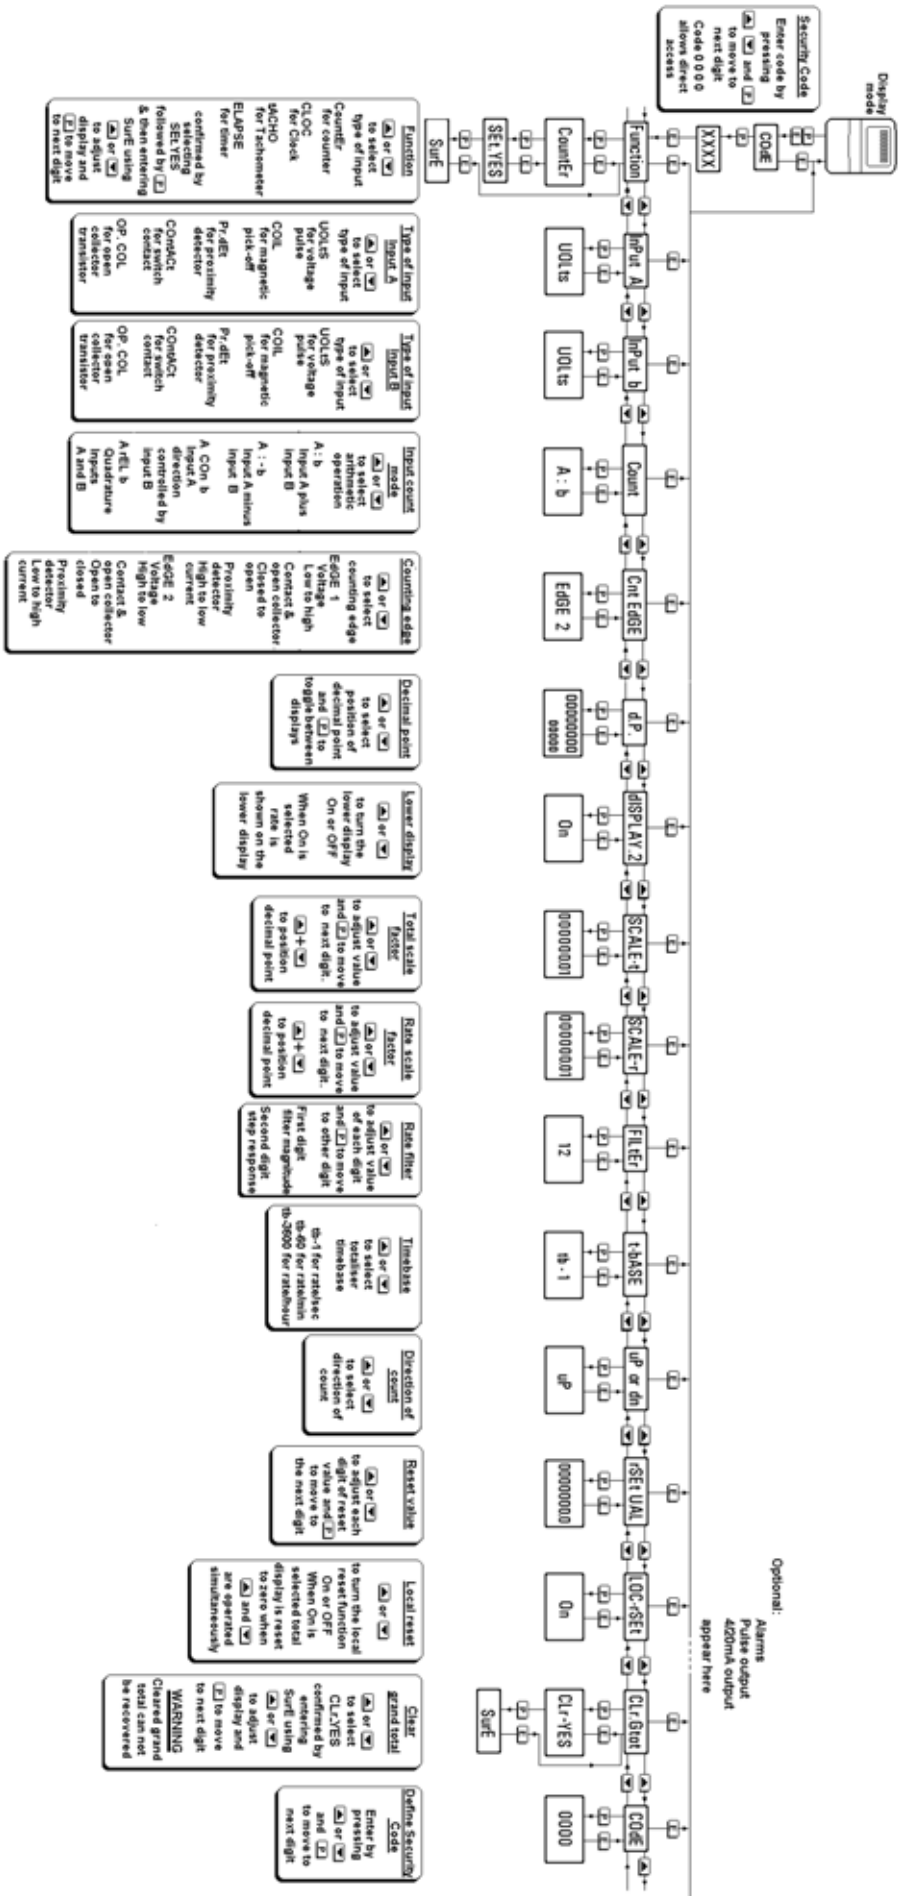 Display
mode
Security Code
Enter code by
pressing
▲ ▼ and P
to move to
next digit
Code 0 0 0 0
allows direct
access
P E
COdE
P
XXXX
E E
Optional:
Alarms
Pulse output
4/20mA output
appear here
Function
P E
CountEr
P E
SEt.YES
P E
SurE
Function
▲ or ▼
to select
type of input
CountEr
for counter
CLOC
for Clock
tACHO
for Tachometer
ELAPSE
for timer
confirmed by
selecting
SEt.YES
followed by P
& then entering
SurE using
▲ or ▼
to adjust
display and
P to move
to next digit
E
InPut A
P E
UOLts
Type of input
Input A
▲ or ▼
to select
type of input
UOLtS
for voltage
pulse
COIL
for magnetic
pick-off
Pr.dEt
for proximity
detector
COntACt
for switch
contact
OP. COL
for open
collector
transistor
E
InPut b
P E
UOLts
Type of input
Input B
▲ or ▼
to select
type of input
UOLtS
for voltage
pulse
COIL
for magnetic
pick-off
Pr.dEt
for proximity
detector
COntACt
for switch
contact
OP. COL
for open
collector
transistor
E
Count
P E
A : b
Input count
mode
▲ or ▼
to select
arithmetic
operation
A : b
Input A plus
input B
A : - b
Input A minus
input B
A COn b
Input A
direction
controlled by
input B
A rEL b
Quadrature
Inputs
A and B
E
Cnt EdGE
P E
EdGE 2
Counting edge
▲ or ▼
to select
counting edge
EdGE 1
Voltage
Low to high
Contact &
open collector
Closed to
open
Proximity
detector
High to low
current
EdGE 2
Voltage
High to low
Contact &
open collector
Open to
closed
Proximity
detector
Low to high
current
E
d.P.
P E
00000000
00000
Decimal point
▲ or ▼
to select
position of
decimal point
and P to
toggle between
displays
E
dISPLAY.2
P E
On
Lower display
▲ or ▼
to turn the
lower display
On or OFF
When On is
selected
rate is
shown on the
lower display
E
SCALE-t
P E
0000000.01
Total scale
factor
▲ or ▼
to adjust value
and P to move
to next digit.
▲ + ▼
to position
decimal point
E
SCALE-r
P E
0000000.01
Rate scale
factor
▲ or ▼
to adjust value
and P to move
to next digit.
▲ + ▼
to position
decimal point
E
FILtEr
P E
12
Rate filter
▲ or ▼
to adjust value
of each digit
and P to move
to other digit
First digit
filter magnitude
Second digit
step response
E
t-bASE
P E
tb - 1
Timebase
▲ or ▼
to select
totaliser
timebase
tb-1 for rate/sec
tb-60 for rate/min
tb-3600 for rate/hour
E
uP or dn
P E
uP
Direction of
count
▲ or ▼
to select
direction of
count
E
rSEt UAL
P E
0000000.0
Reset value
▲ or ▼
to adjust each
digit of reset
value and P
to move to
the next digit
E
LOC-rSEt
P E
On
Local reset
▲ or ▼
to turn the local
reset function
On or OFF
When On is
selected total
display is reset
to zero when
▲ and ▼
are operated
simultaneously
E
CLr.Gtot
P E
CLr-YES
P E
SurE
Clear
grand total
▲ or ▼
to select
CLr.YES
confirmed by
entering
SurE using
▲ or ▼
to adjust
display and
P to move
to next digit
WARNING
Cleared grand
total can not
be recovered
E
COdE
P E
0000
Define Security
Code
Enter by
pressing
▲ or ▼
and P
to move to
next digit